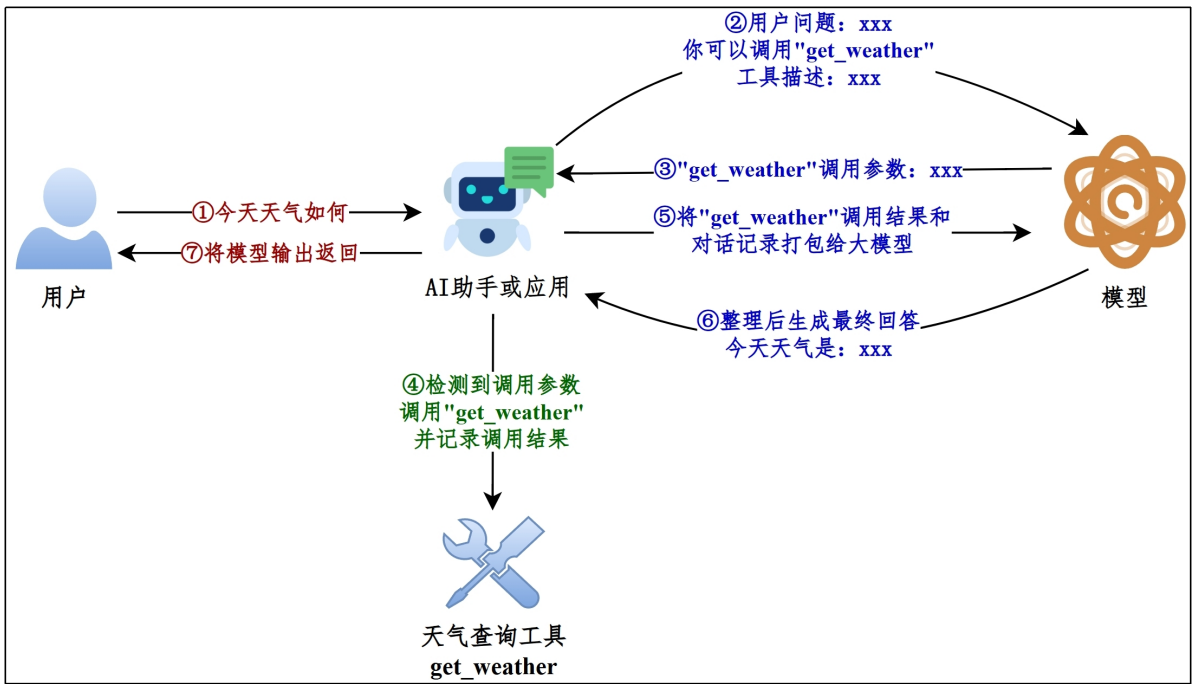 ②用户问题：xxx
你可以调用"get_weather"
工具描述：xxx
③"get_weather"调用参数：xxx
①今天天气如何
⑤将"get_weather"调用结果和
对话记录打包给大模型
⑦将模型输出返回
用户
AI助手或应用
模型
⑥整理后生成最终回答
今天天气是：xxx
④检测到调用参数
调用"get_weather"
并记录调用结果
天气查询工具
get_weather